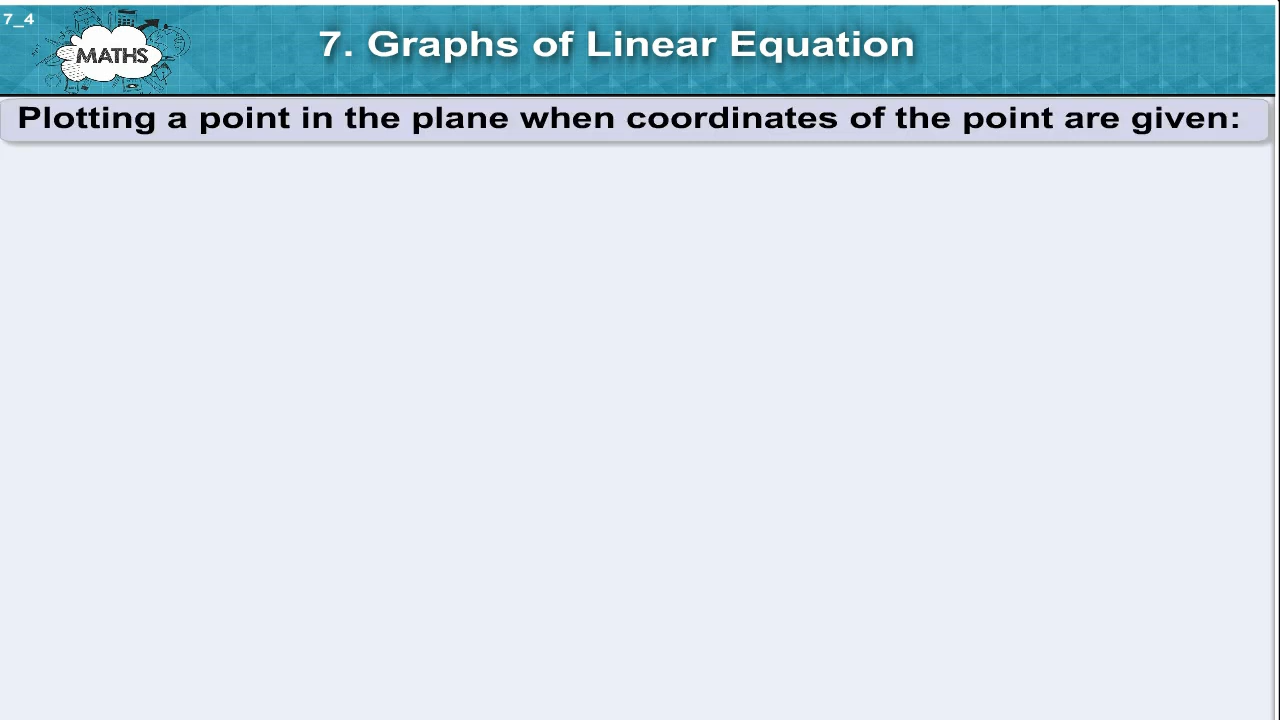 7_4
MATHS
7. Graphs of Linear Equation
Plotting a point in the plane when coordinates of the point are given: